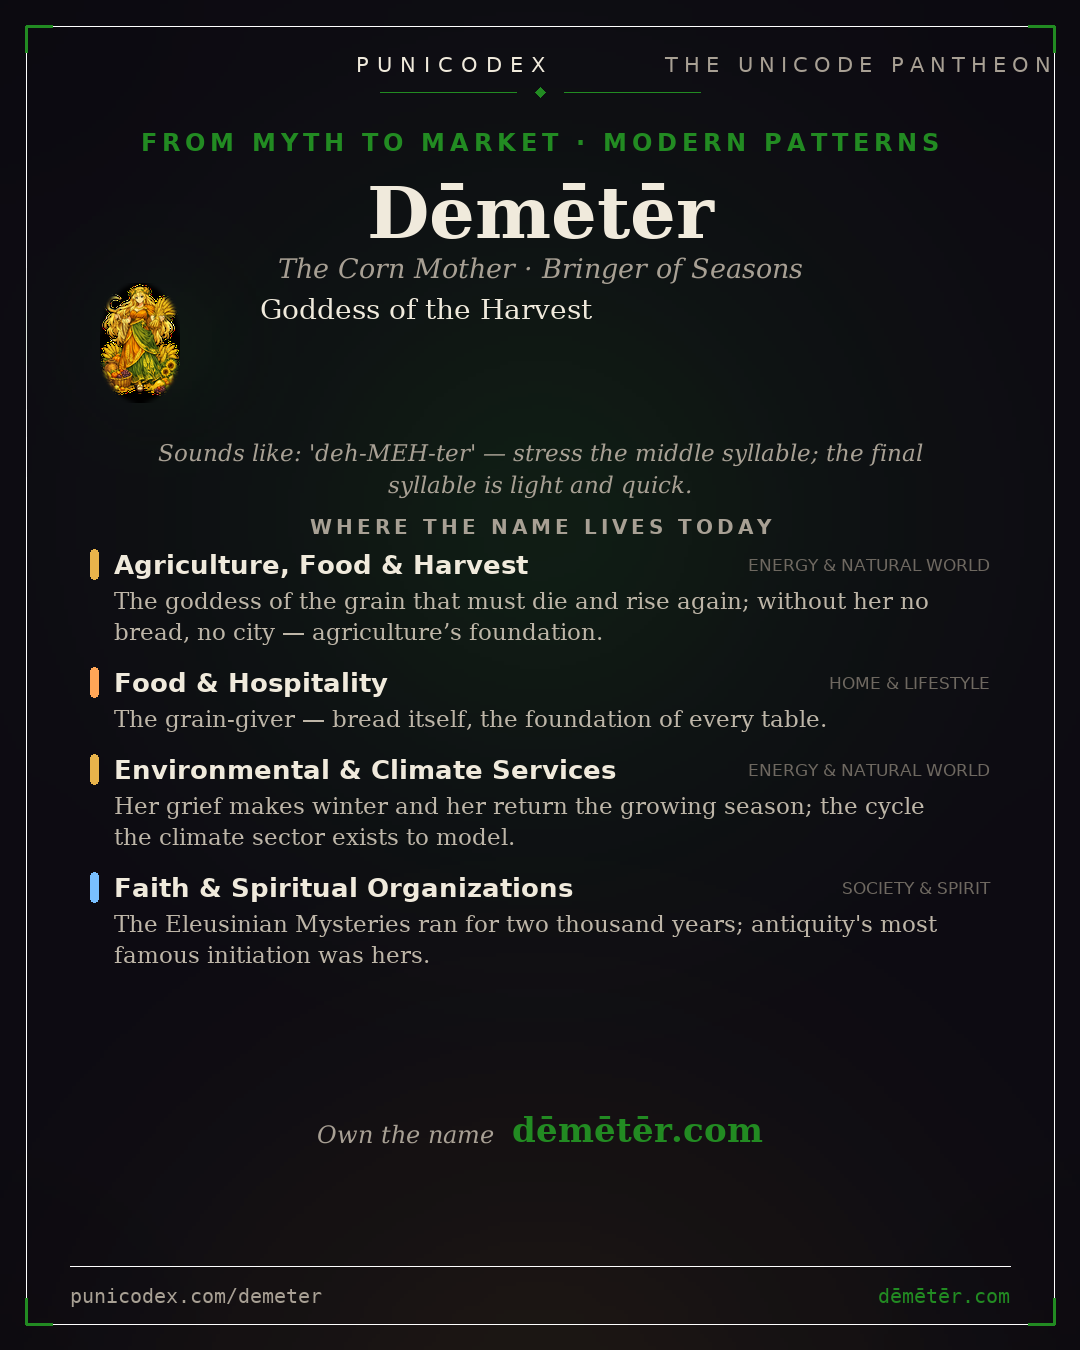 PUNICODEX THE UNICODE PANTHEON
FROM MYTH TO MARKET · MODERN PATTERNS
Dēmētēr
The Corn Mother · Bringer of Seasons
Goddess of the Harvest
Sounds like: 'deh-MEH-ter' — stress the middle syllable; the final
syllable is light and quick.
WHERE THE NAME LIVES TODAY
Agriculture, Food & Harvest ENERGY & NATURAL WORLD
The goddess of the grain that must die and rise again; without her no
bread, no city — agriculture’s foundation.
Food & Hospitality HOME & LIFESTYLE
The grain-giver — bread itself, the foundation of every table.
Environmental & Climate Services ENERGY & NATURAL WORLD
Her grief makes winter and her return the growing season; the cycle
the climate sector exists to model.
Faith & Spiritual Organizations SOCIETY & SPIRIT
The Eleusinian Mysteries ran for two thousand years; antiquity's most
famous initiation was hers.
Own the name dēmētēr.com
punicodex.com/demeter dēmētēr.com